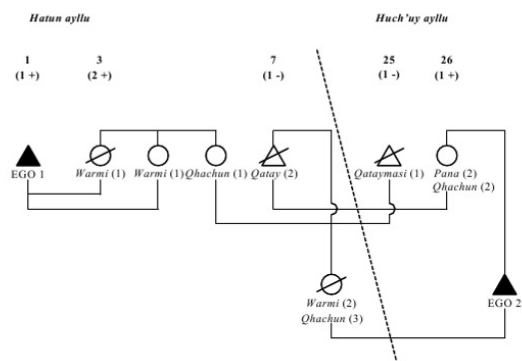 Hatun ayllu Huch'uy ayllu
1 3 7 25 26
(1 +) (2 +) (1 -) (1 -) (1 +)
EGO 1 Warmi (1) Warmi (1) Qhachun (1) Qatay (2) Qataymasi (1) Pana (2)
Qhachun (2)
Warmi (2) EGO 2
Qhachun (3)